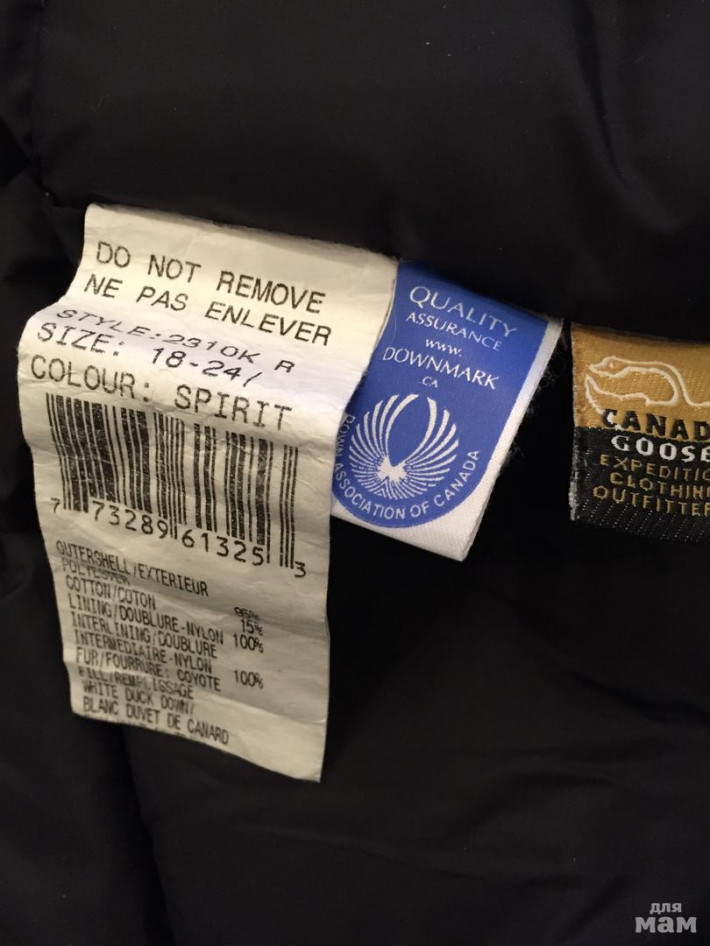 DO NOT REMOVE
NE PAS ENLEVER
STYLE:2310K R
SIZE: 18-24/
COLOUR: SPIRIT
7 73289 61325 3
OUTERSHELL/EXTERIEUR
POLYESTER
COTTON/COTON
15%
LINING/DOUBLURE-NYLON 100%
INTERLINING/DOUBLURE
INTERMEDIAIRE-NYLON 100%
FUR/FOURRURE: COYOTE
FILL/REMPLISSAGE
WHITE DUCK DOWN/
BLANC DUVET DE CANARD
QUALITY
ASSURANCE
www.
DOWNMARK
.CA
DOWN ASSOCIATION OF CANADA
CANAD
GOOSE
EXPEDITIO
CLOTHIN
OUTFITTER
для
мам